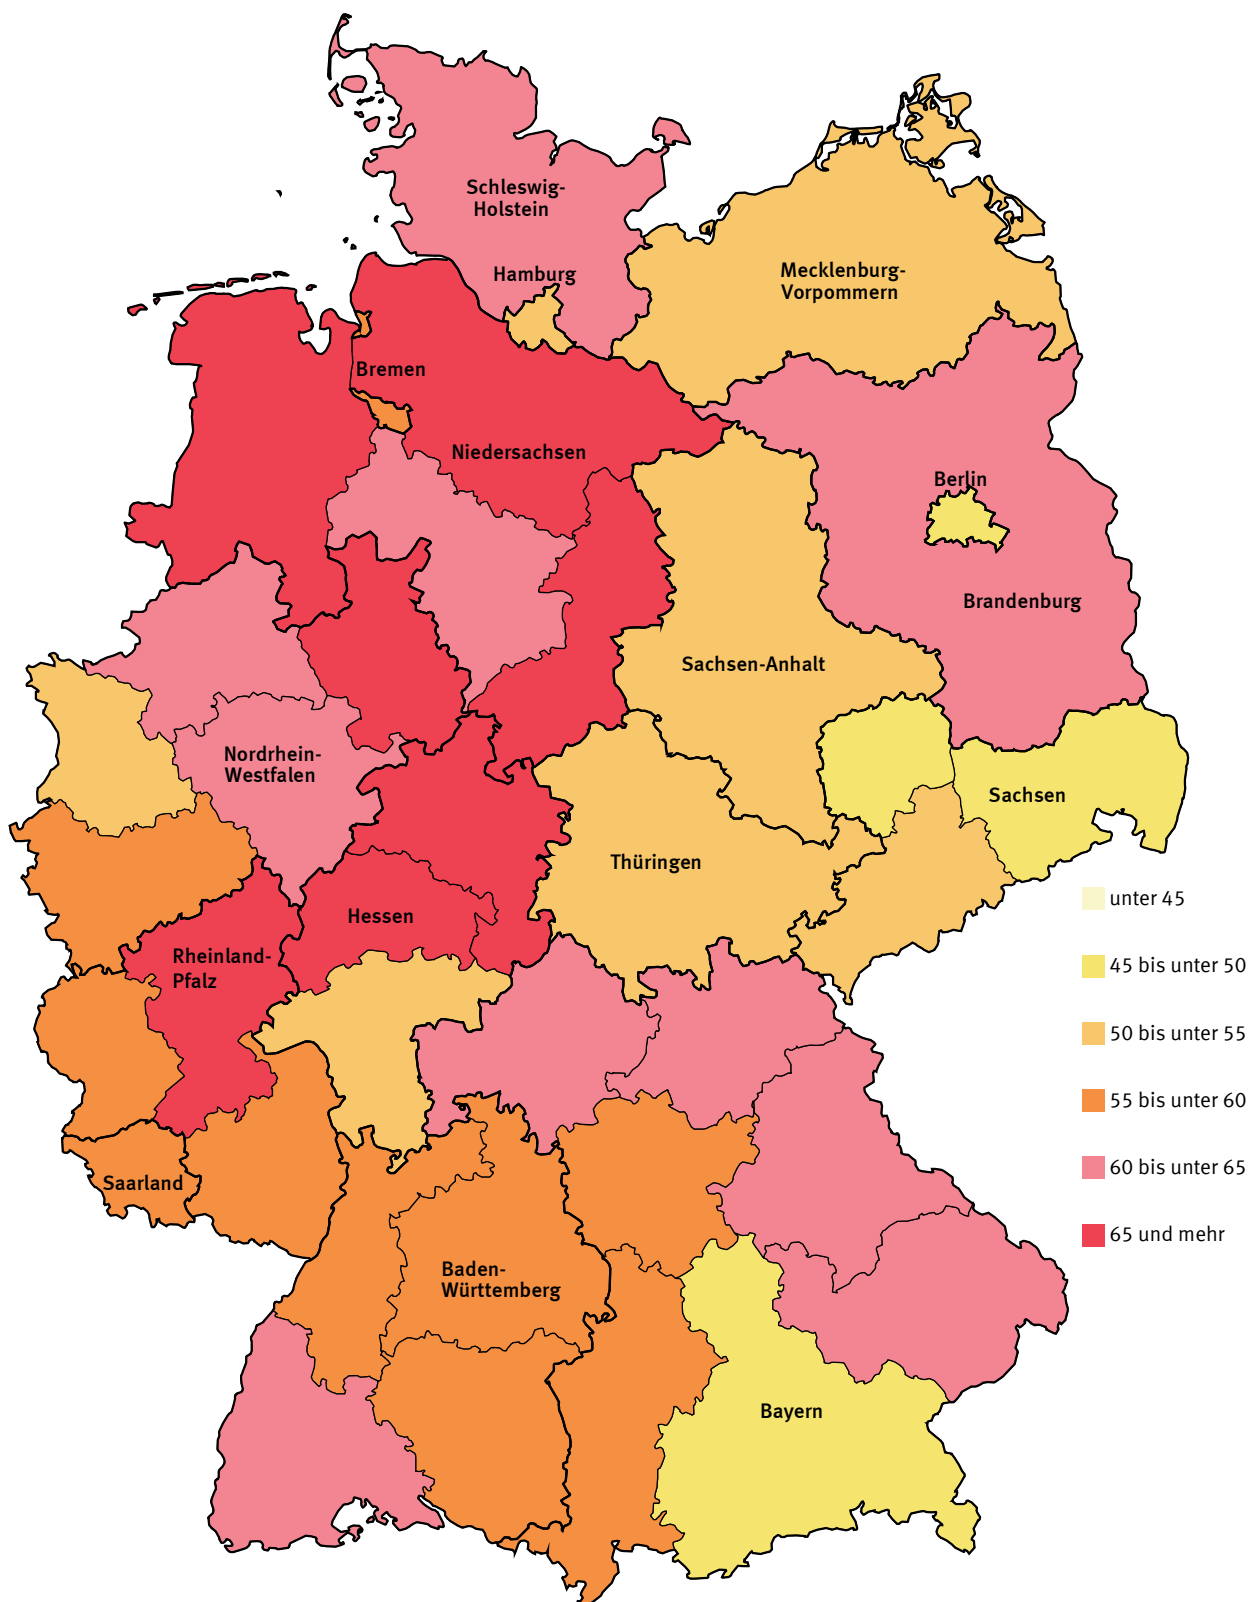 Schleswig-
Holstein
Hamburg
Mecklenburg-
Vorpommern
Bremen
Niedersachsen
Berlin
Brandenburg
Sachsen-Anhalt
Nordrhein-
Westfalen
Sachsen
Thüringen
Hessen
Rheinland-
Pfalz
Saarland
Baden-
Württemberg
Bayern
unter 45
45 bis unter 50
50 bis unter 55
55 bis unter 60
60 bis unter 65
65 und mehr